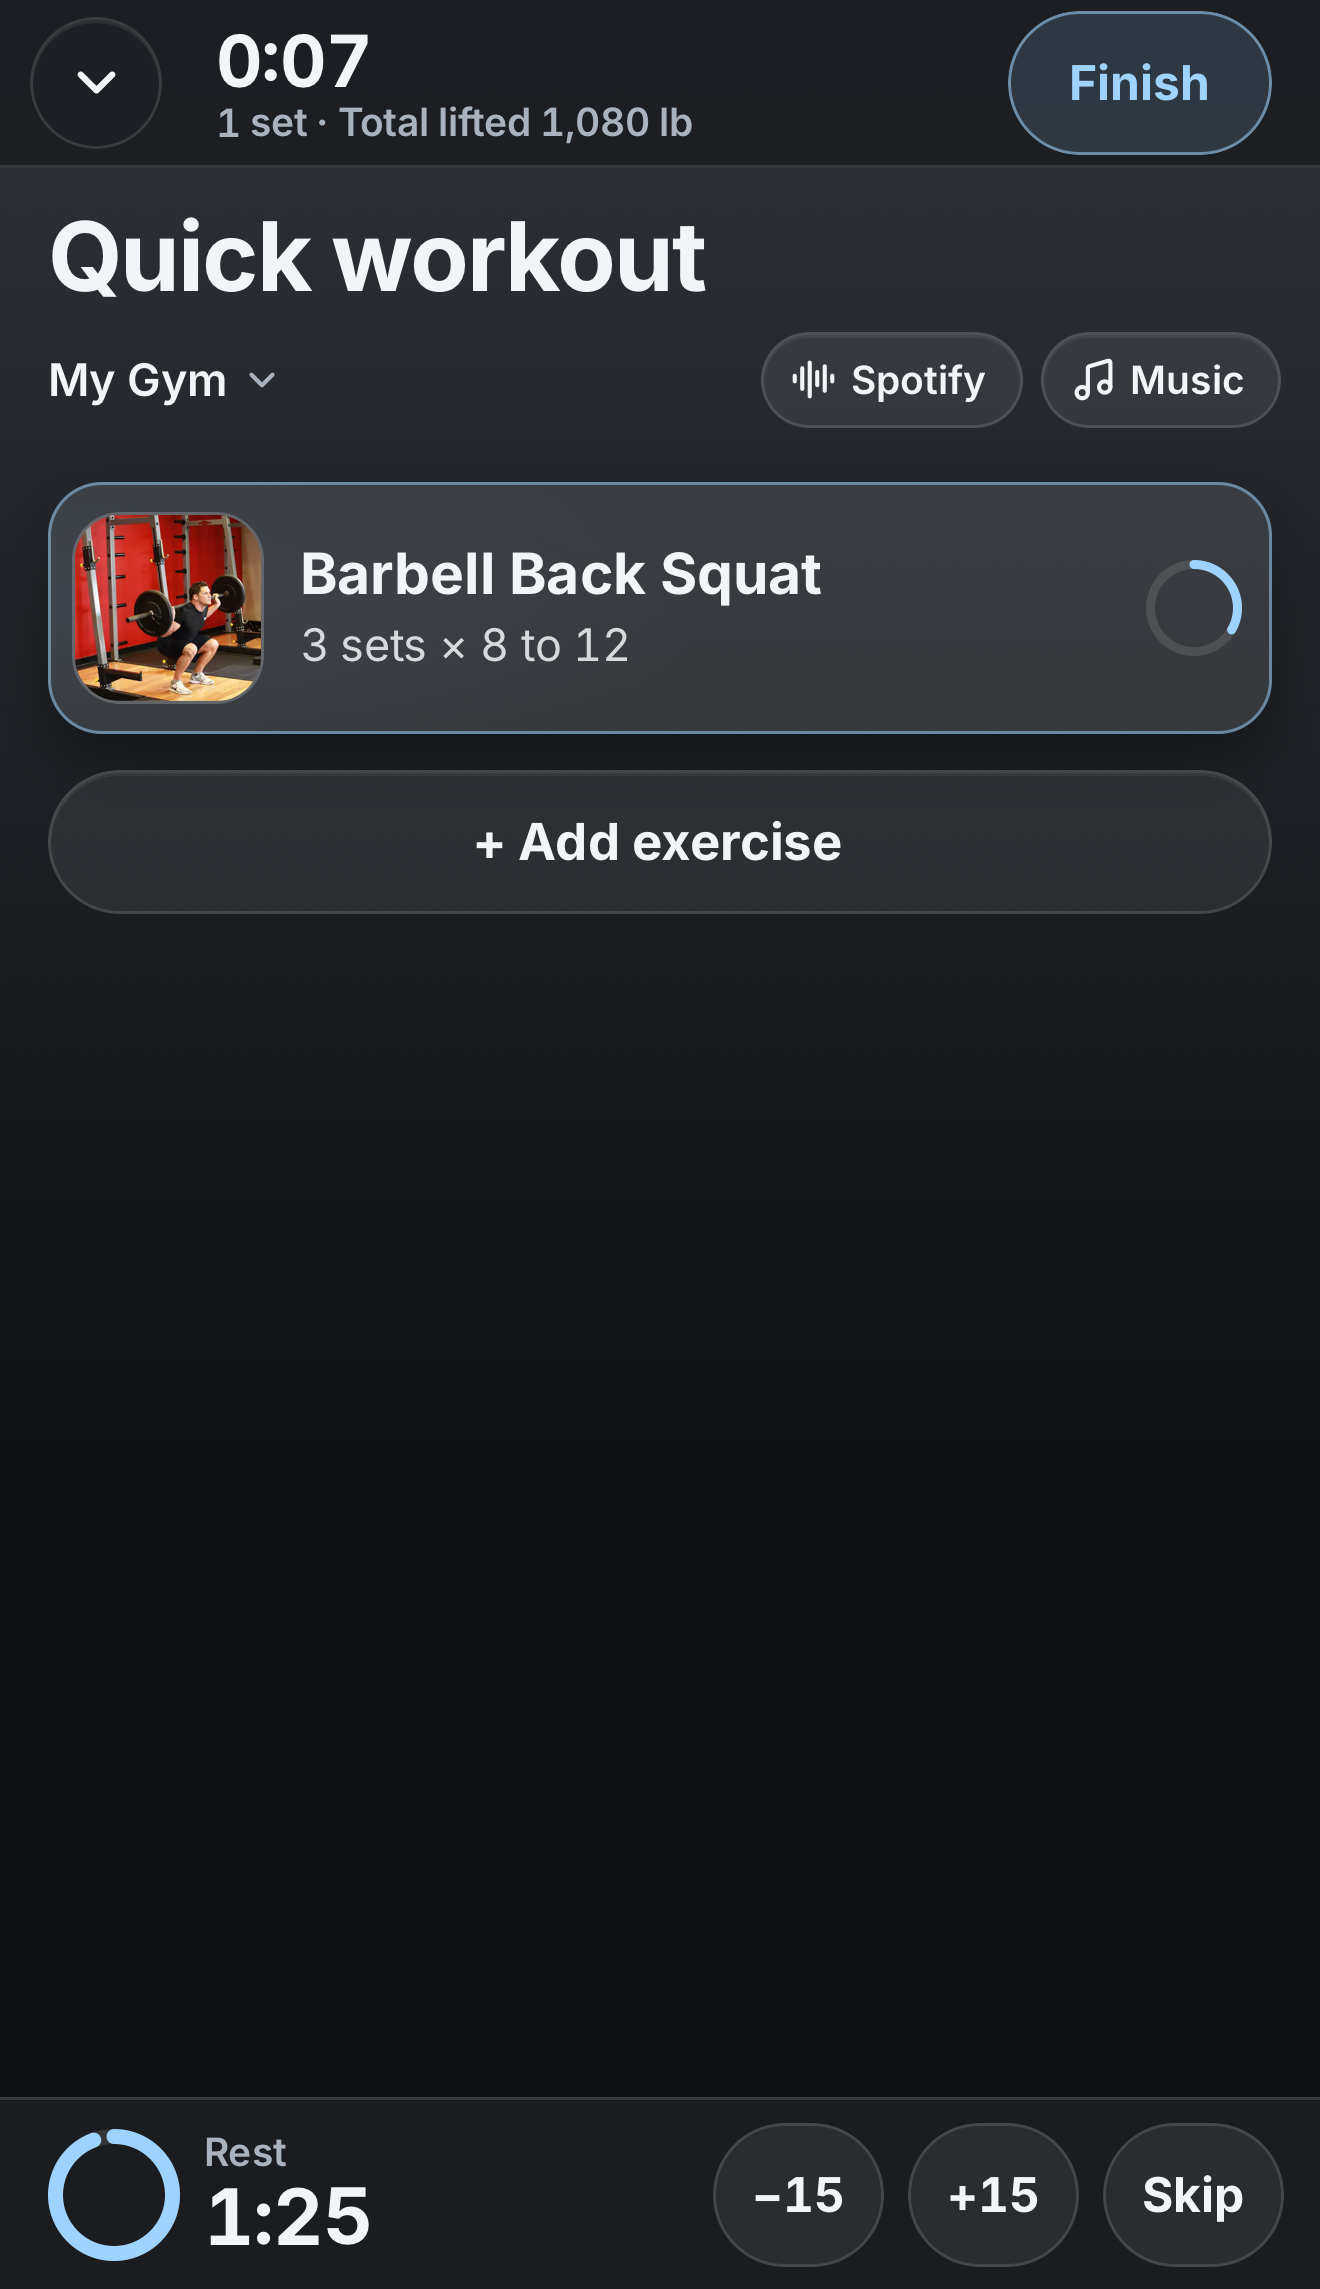 0:07
Finish
1 set · Total lifted 1,080 lb
Quick workout
My Gym
Spotify
Music
Barbell Back Squat
3 sets × 8 to 12
+ Add exercise
Rest
1:25
−15
+15
Skip